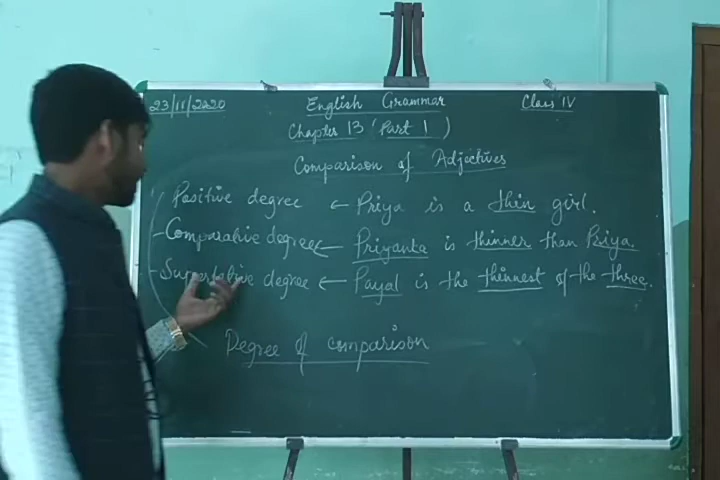 23/11/2020 English Grammar Class IV
Chapter 13 (Part 1)
Comparison of Adjectives
Positive degree ← Priya is a thin girl.
- Comparative degree ← Priyanka is thinner than Priya.
- Superlative degree ← Payal is the thinnest of the three.
Degree of comparison